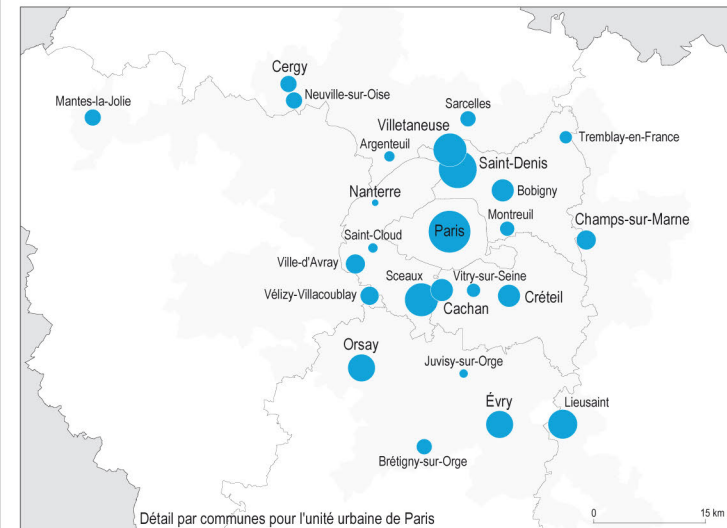 Cergy
Neuville-sur-Oise
Mantes-la-Jolie
Sarcelles
Villetaneuse
Argenteuil
Tremblay-en-France
Saint-Denis
Nanterre
Bobigny
Montreuil
Champs-sur-Marne
Saint-Cloud
Paris
Ville-d'Avray
Sceaux
Vitry-sur-Seine
Vélizy-Villacoublay
Cachan
Créteil
Orsay
Juvisy-sur-Orge
Évry
Lieusaint
Brétigny-sur-Orge
Détail par communes pour l'unité urbaine de Paris
0 15 km